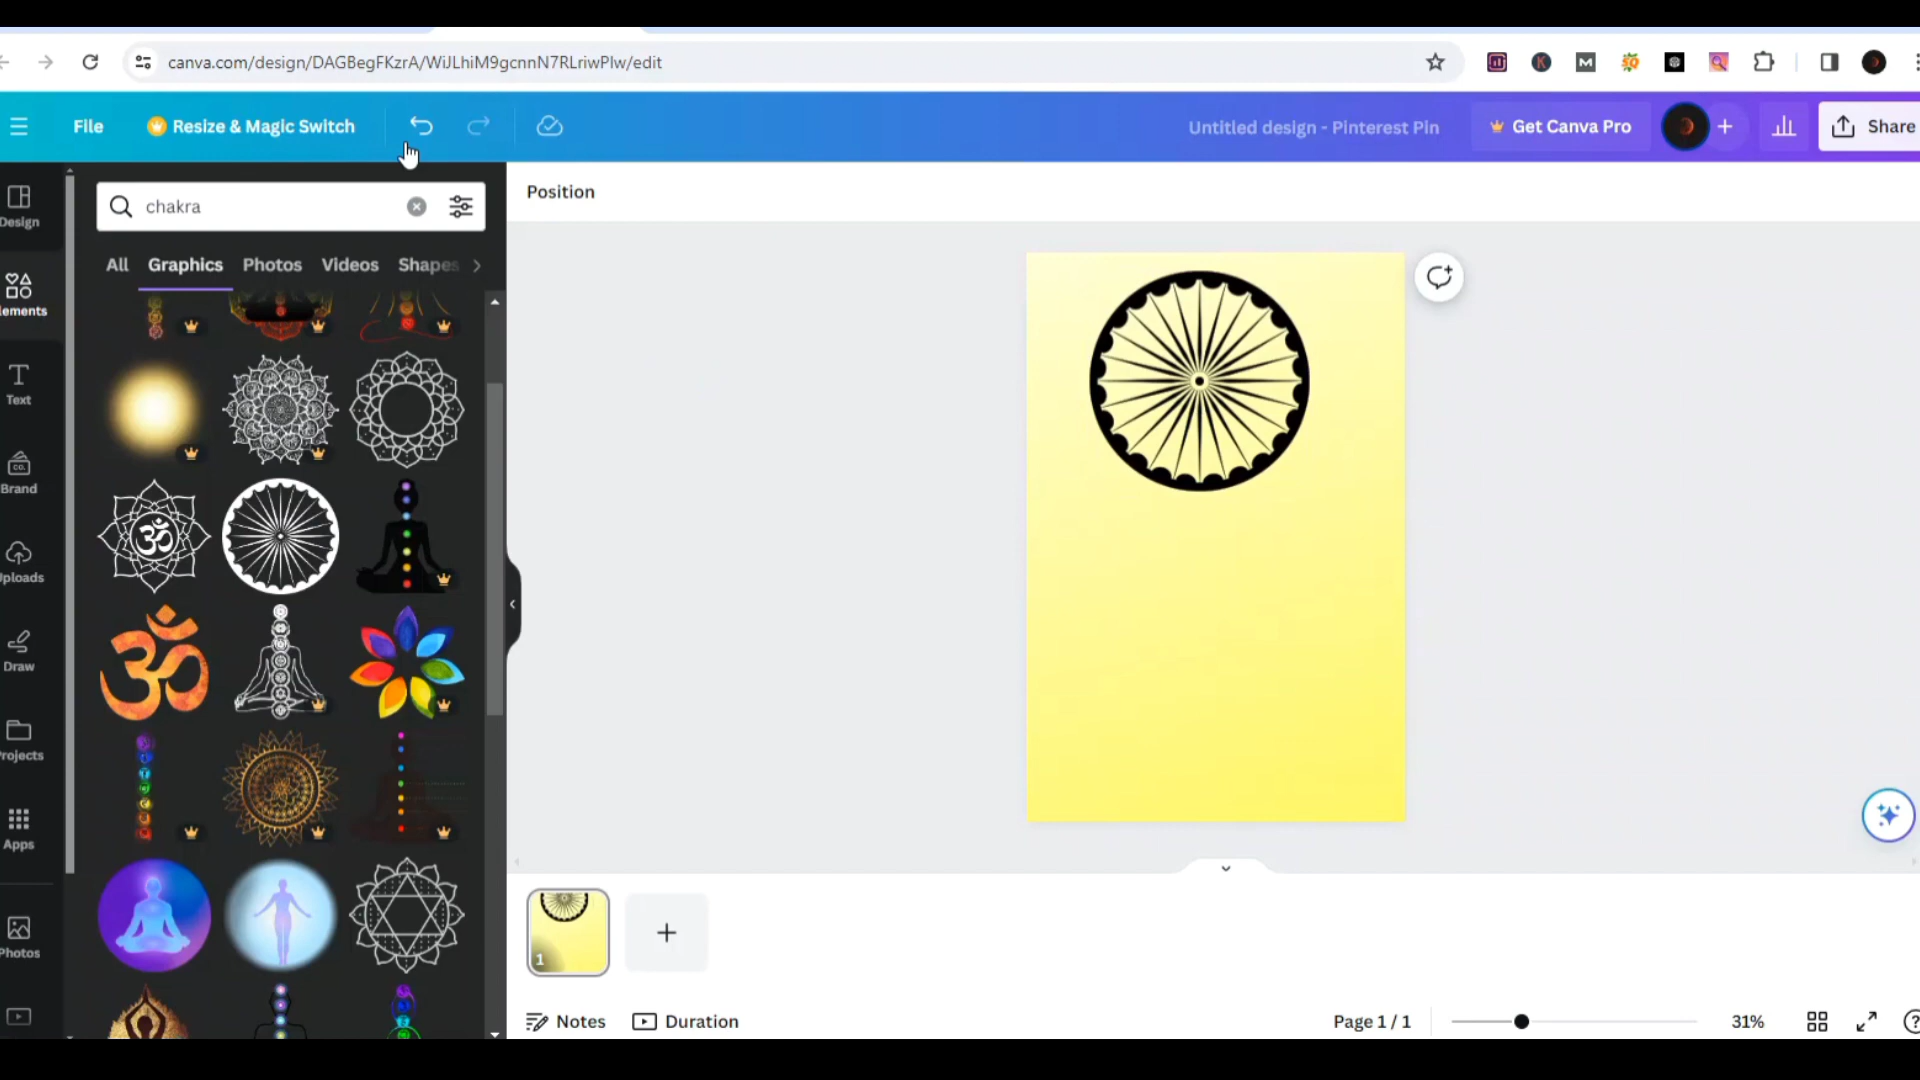 canva.com/design/DAGBegFKzrA/WiJLhiM9gcnnN7RLriwPlw/edit
File
Resize & Magic Switch
Untitled design - Pinterest Pin
Get Canva Pro
Share
Design
lements
Text
Brand
Uploads
Draw
Projects
Apps
Photos
chakra
All Graphics Photos Videos Shapes
Position
CO.
ॐ
ॐ
1
Notes
Duration
Page 1 / 1
31%